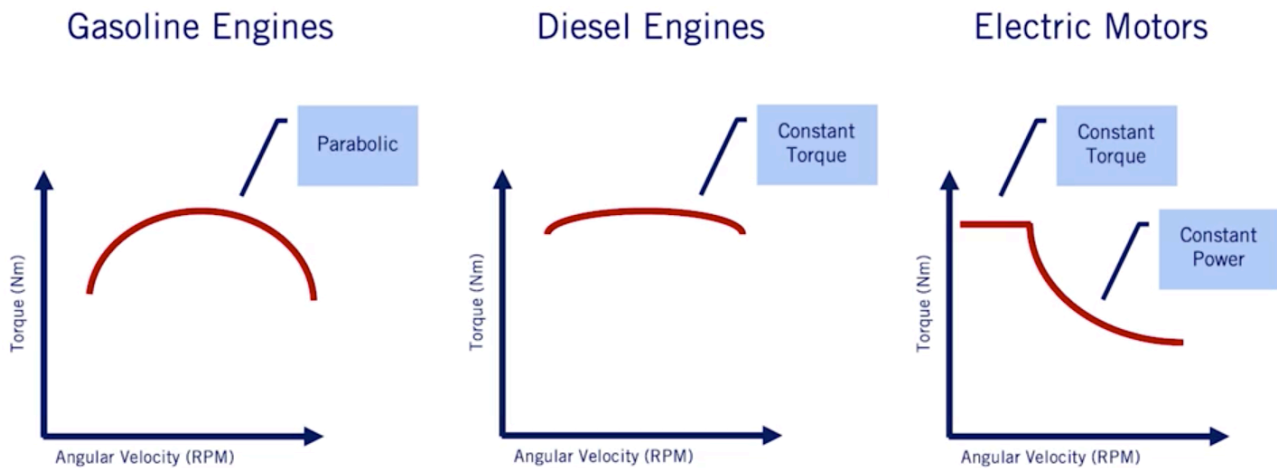 Gasoline Engines
Parabolic
Torque (Nm)
Angular Velocity (RPM)
Diesel Engines
Constant
Torque
Torque (Nm)
Angular Velocity (RPM)
Electric Motors
Constant
Torque
Constant
Power
Torque (Nm)
Angular Velocity (RPM)